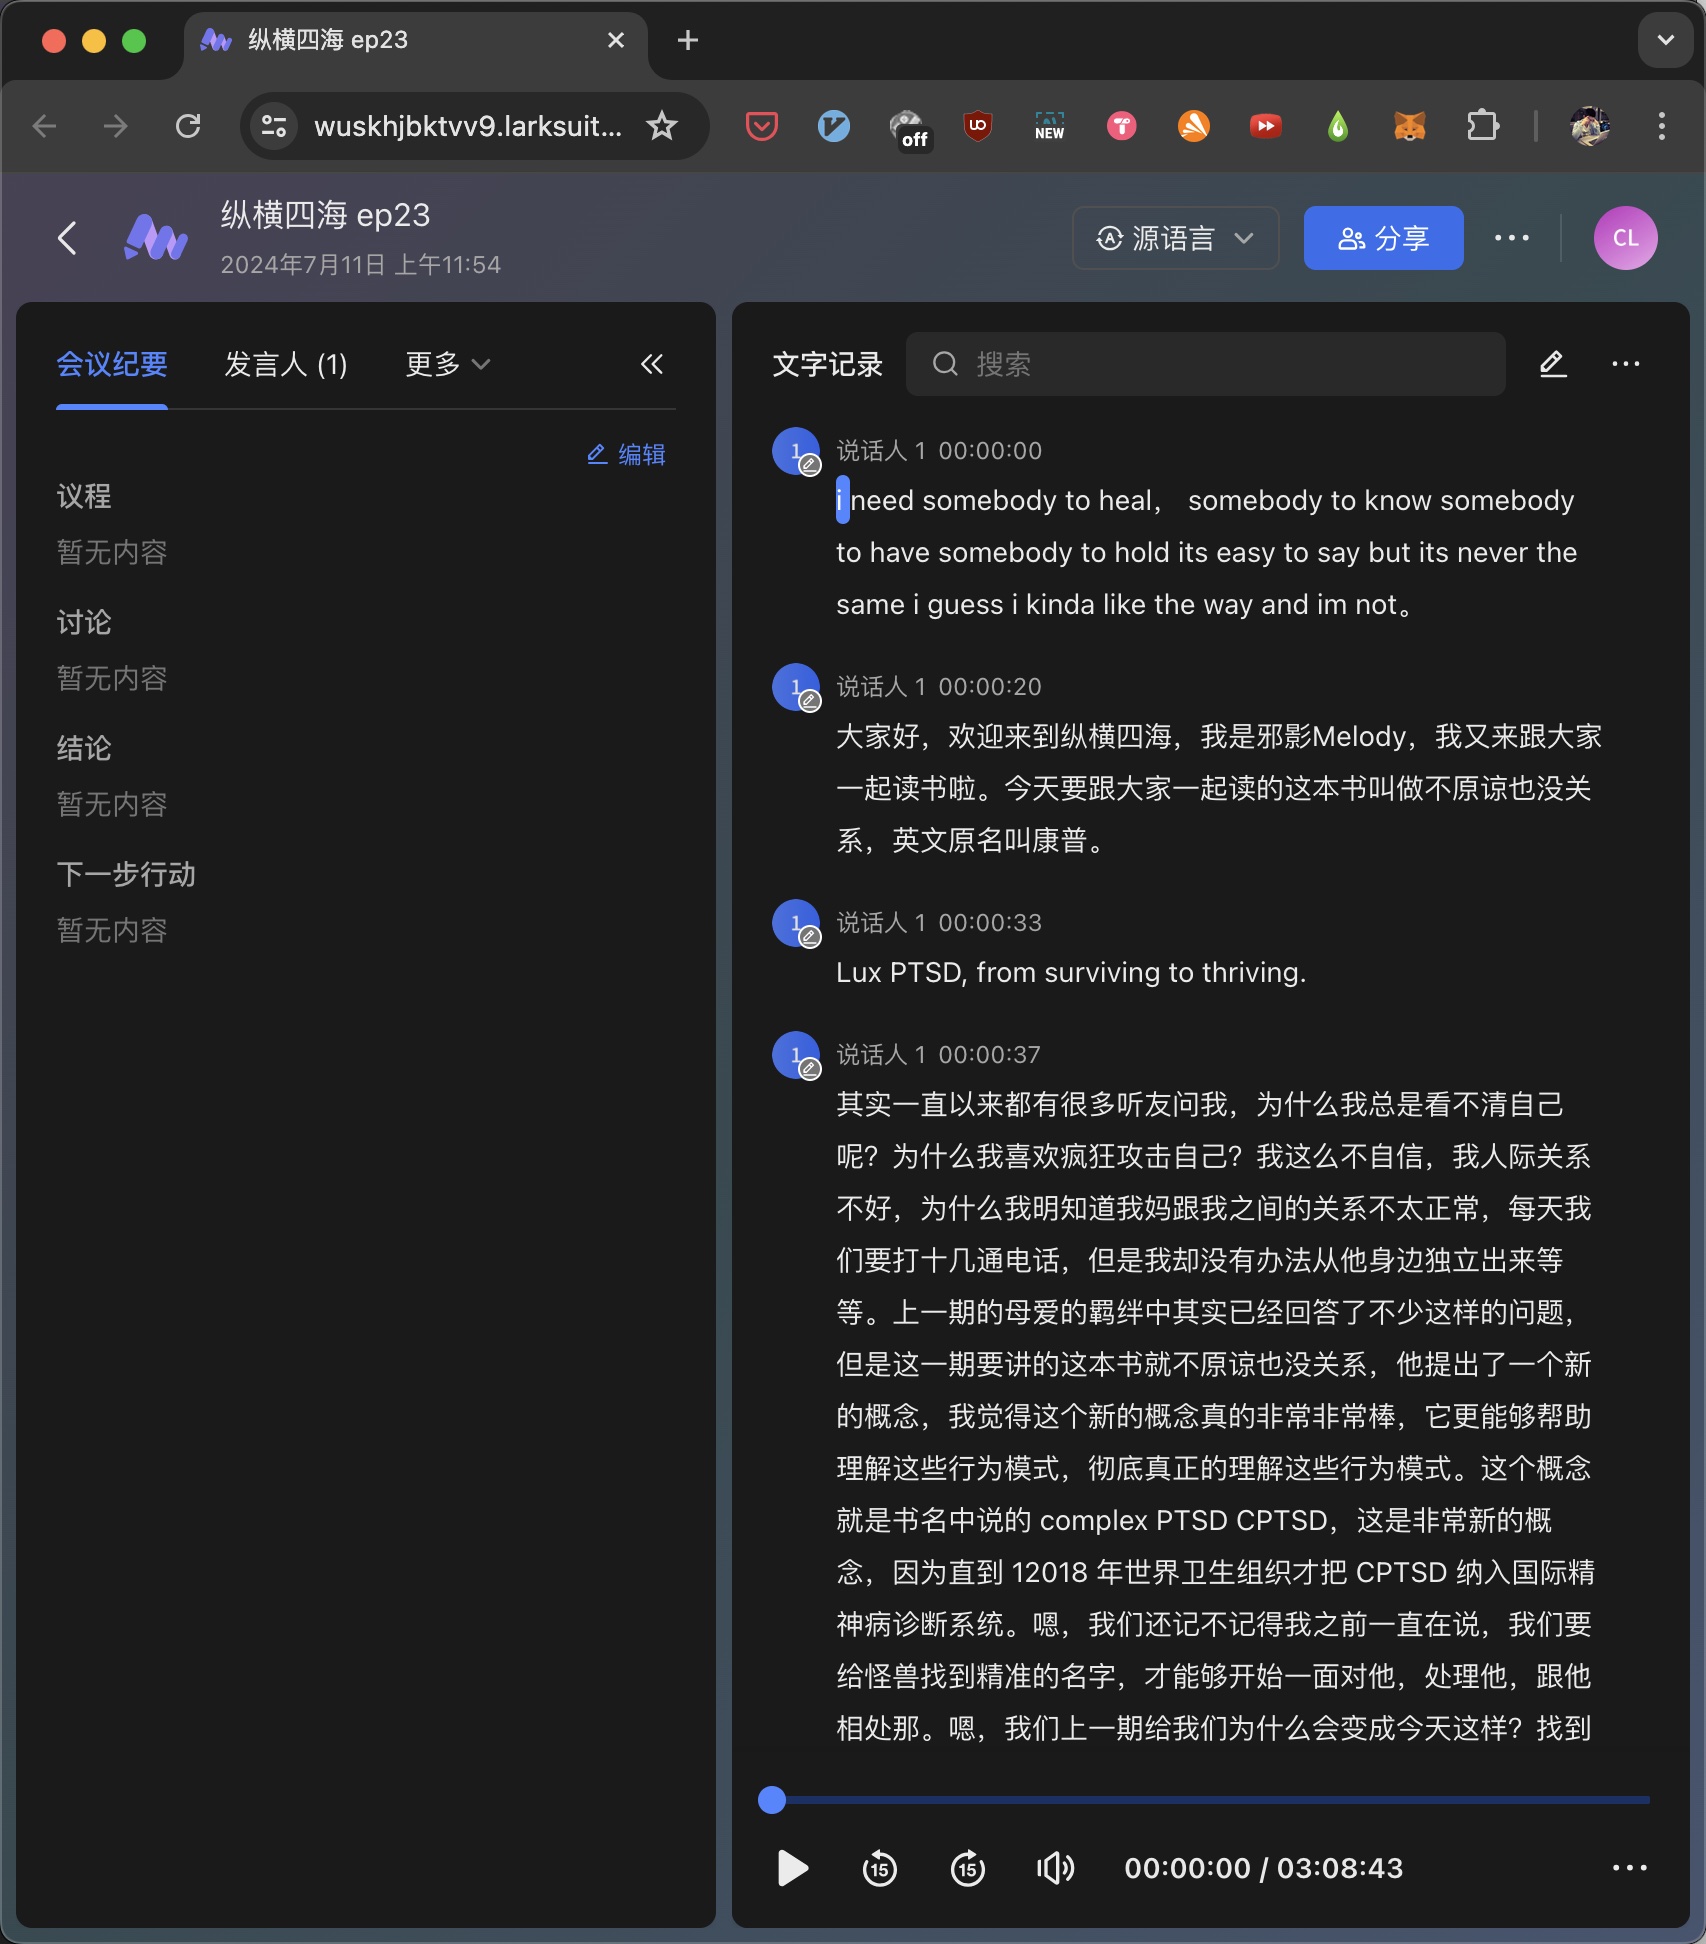 纵横四海 ep23
wuskhjbktvv9.larksuit...
off
UO
NEW
纵横四海 ep23
2024年7月11日 上午11:54
源语言
分享
CL
会议纪要
发言人 (1)
更多
编辑
议程
暂无内容
讨论
暂无内容
结论
暂无内容
下一步行动
暂无内容
文字记录
搜索
1
说话人 1 00:00:00
i need somebody to heal， somebody to know somebody
to have somebody to hold its easy to say but its never the
same i guess i kinda like the way and im not。
1
说话人 1 00:00:20
大家好，欢迎来到纵横四海，我是邪影Melody，我又来跟大家
一起读书啦。今天要跟大家一起读的这本书叫做不原谅也没关
系，英文原名叫康普。
1
说话人 1 00:00:33
Lux PTSD, from surviving to thriving.
1
说话人 1 00:00:37
其实一直以来都有很多听友问我，为什么我总是看不清自己
呢？为什么我喜欢疯狂攻击自己？我这么不自信，我人际关系
不好，为什么我明知道我妈跟我之间的关系不太正常，每天我
们要打十几通电话，但是我却没有办法从他身边独立出来等
等。上一期的母爱的羁绊中其实已经回答了不少这样的问题，
但是这一期要讲的这本书就不原谅也没关系，他提出了一个新
的概念，我觉得这个新的概念真的非常非常棒，它更能够帮助
理解这些行为模式，彻底真正的理解这些行为模式。这个概念
就是书名中说的 complex PTSD CPTSD，这是非常新的概
念，因为直到 12018 年世界卫生组织才把 CPTSD 纳入国际精
神病诊断系统。嗯，我们还记不记得我之前一直在说，我们要
给怪兽找到精准的名字，才能够开始一面对他，处理他，跟他
相处那。嗯，我们上一期给我们为什么会变成今天这样？找到
15
15
00:00:00 / 03:08:43